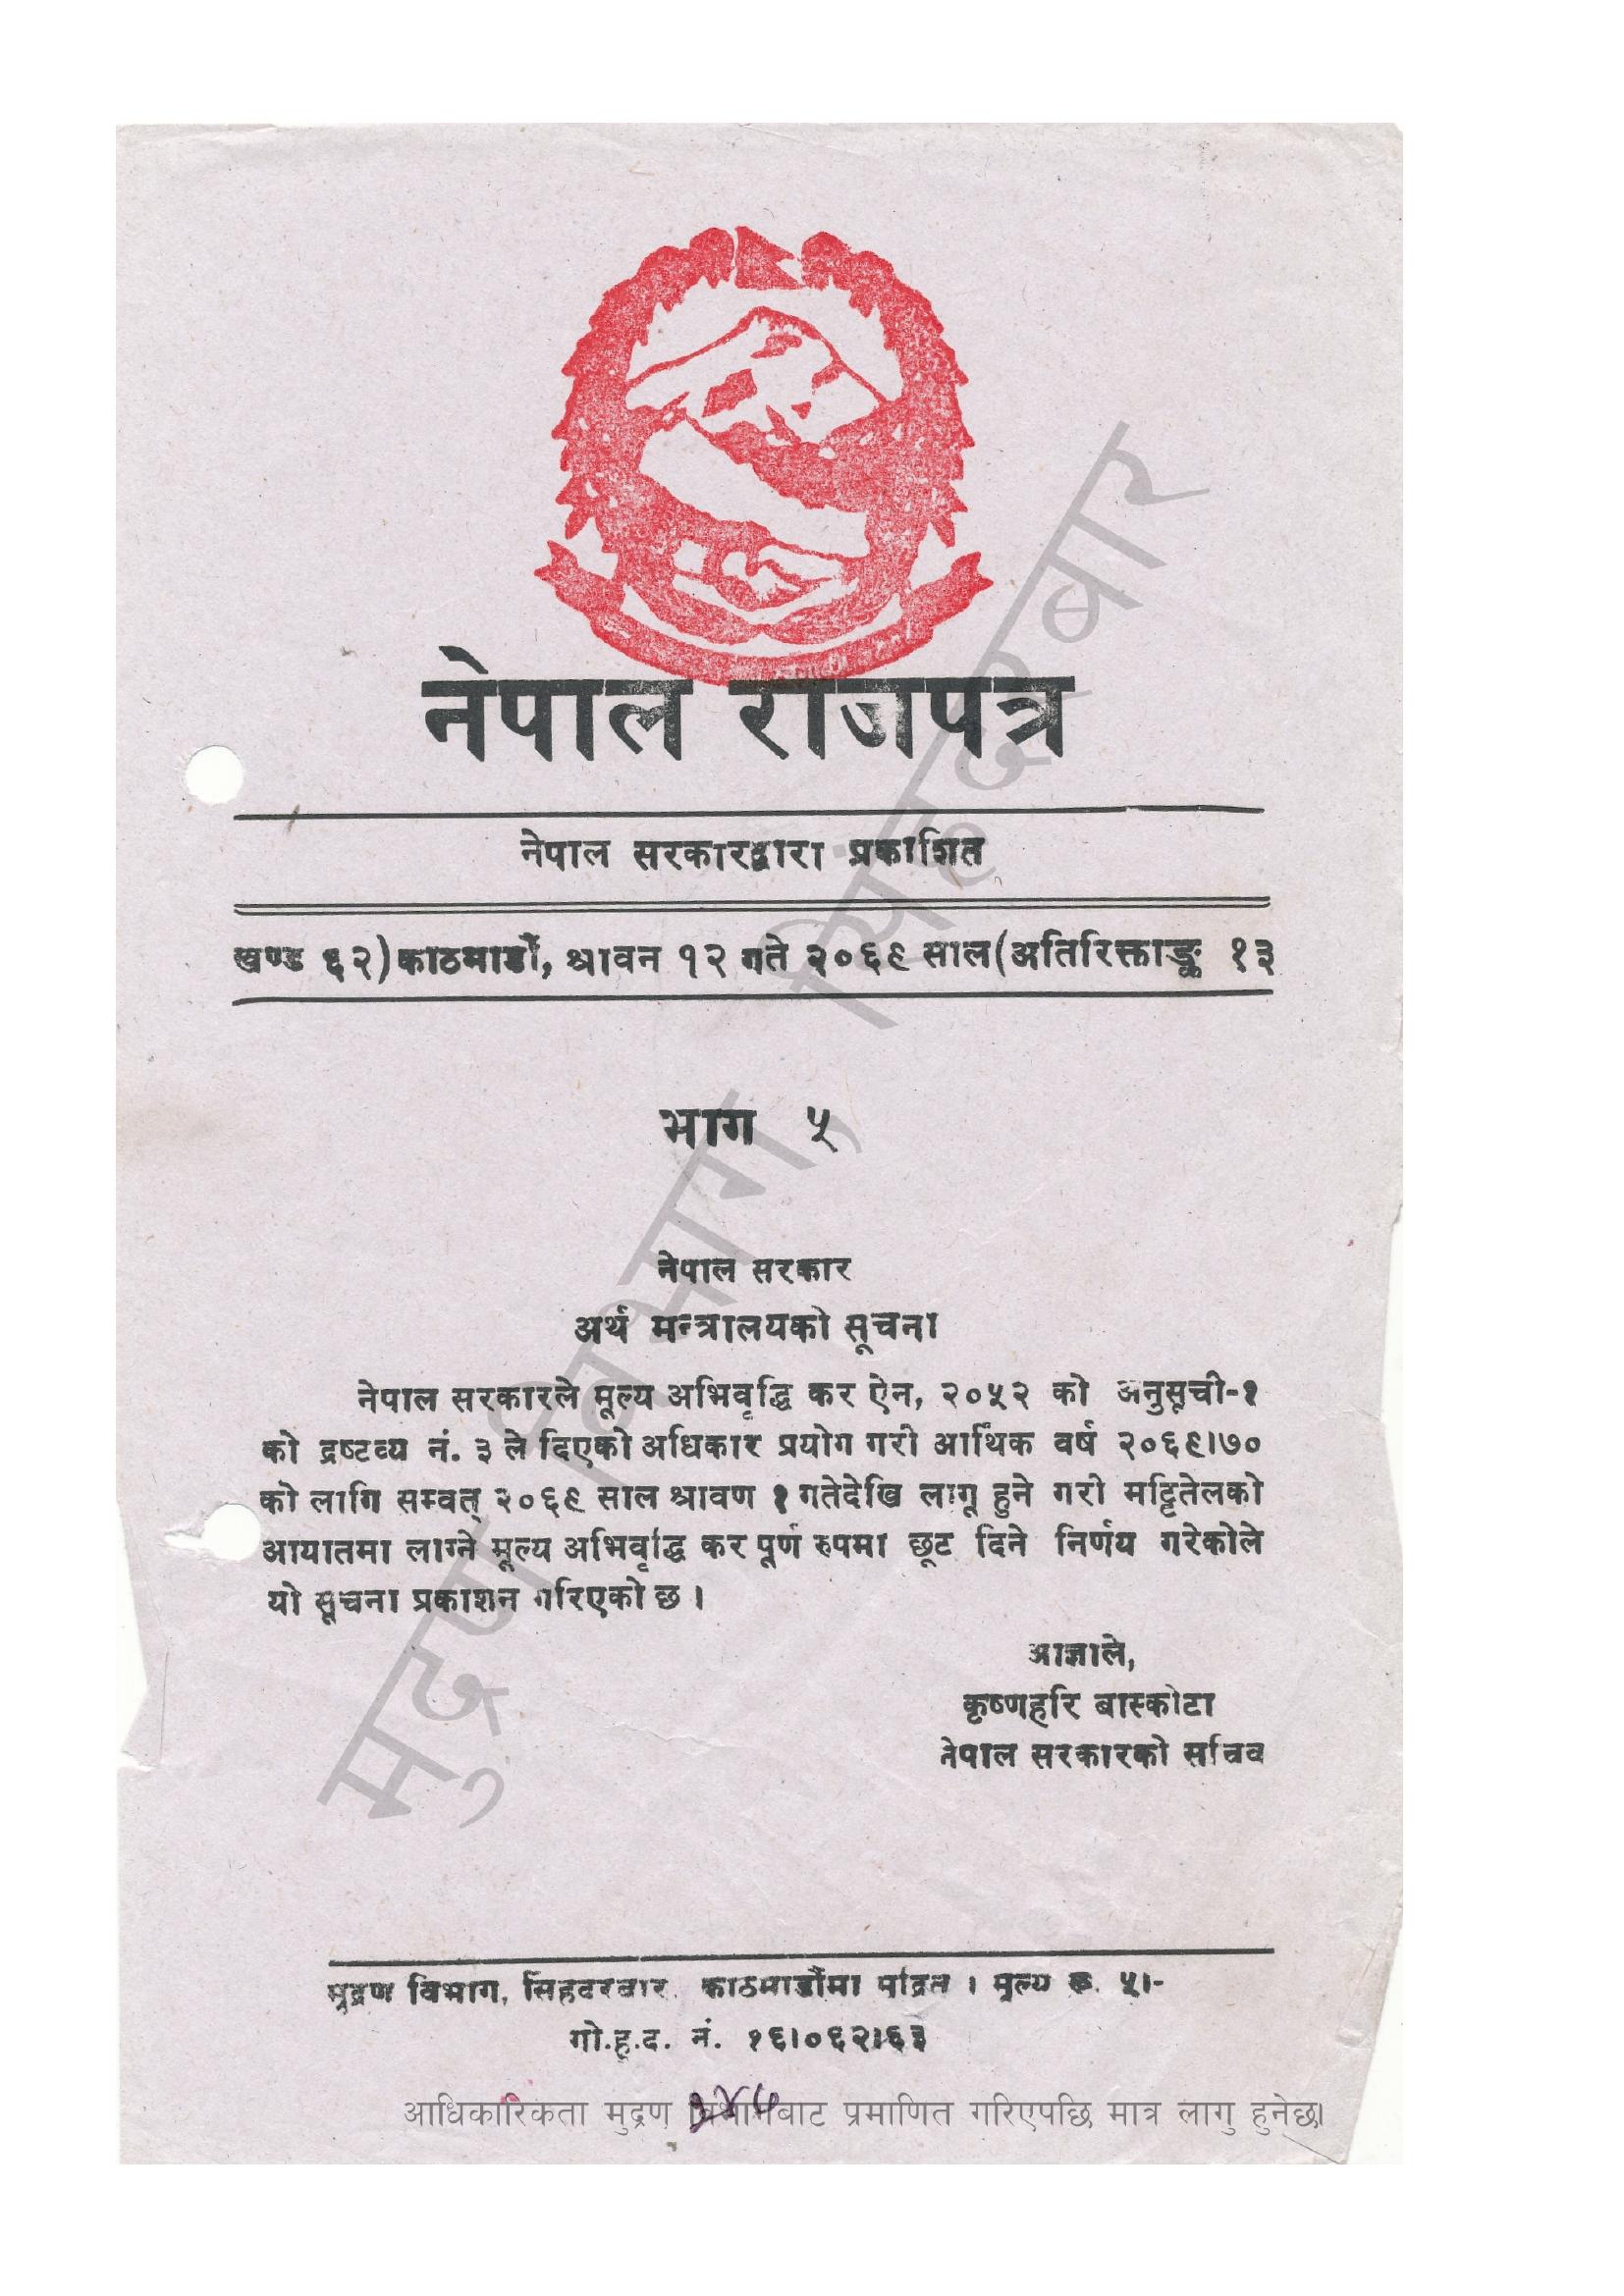 नेपाल राजपत्र
नेपाल सरकारद्वारा प्रकाशित
खण्ड ६२) काठमाडौं, श्रावन १२ गते २०६९ साल (अतिरिक्ताङ्क १३
भाग ५
नेपाल सरकार
अर्थ मन्त्रालयको सूचना
नेपाल सरकारले मूल्य अभिवृद्धि कर ऐन, २०५२ को अनुसूची-१
को द्रष्टव्य नं. ३ ले दिएको अधिकार प्रयोग गरी आर्थिक वर्ष २०६९।७०
को लागि सम्वत् २०६९ साल श्रावण १ गतेदेखि लागू हुने गरी मट्टितेलको
आयातमा लाग्ने मूल्य अभिवृद्धि कर पूर्ण रुपमा छूट दिने निर्णय गरेकोले
यो सूचना प्रकाशन गरिएको छ ।
आज्ञाले,
कृष्णहरि बास्कोटा
नेपाल सरकारको सचिव
मुद्रण विभाग, सिंहदरबार
मुद्रण विभाग, सिंहदरबार काठमाडौंमा मुद्रित । मूल्य रु. ५।-
गो.ह.द. नं. १६।०६२।६३
आधिकारिकता मुद्रण विभागबाट प्रमाणित गरिएपछि मात्र लागु हुनेछ।